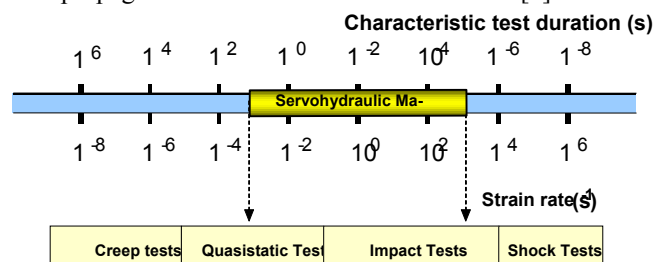 Characteristic test duration (s)
1 6 1 4 1 2 1 0 1 -2 10 -4 1 -6 1 -8
Servohydraulic Ma-
1 -8 1 -6 1 -4 1 -2 10 0 10 2 1 4 1 6
Strain rate (s-1)
Creep tests Quasistatic Test Impact Tests Shock Tests